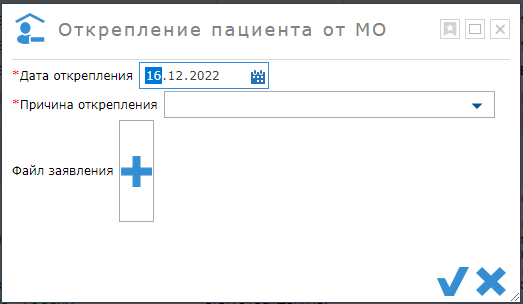 Открепление пациента от МО
*Дата открепления 16.12.2022
*Причина открепления
Файл заявления